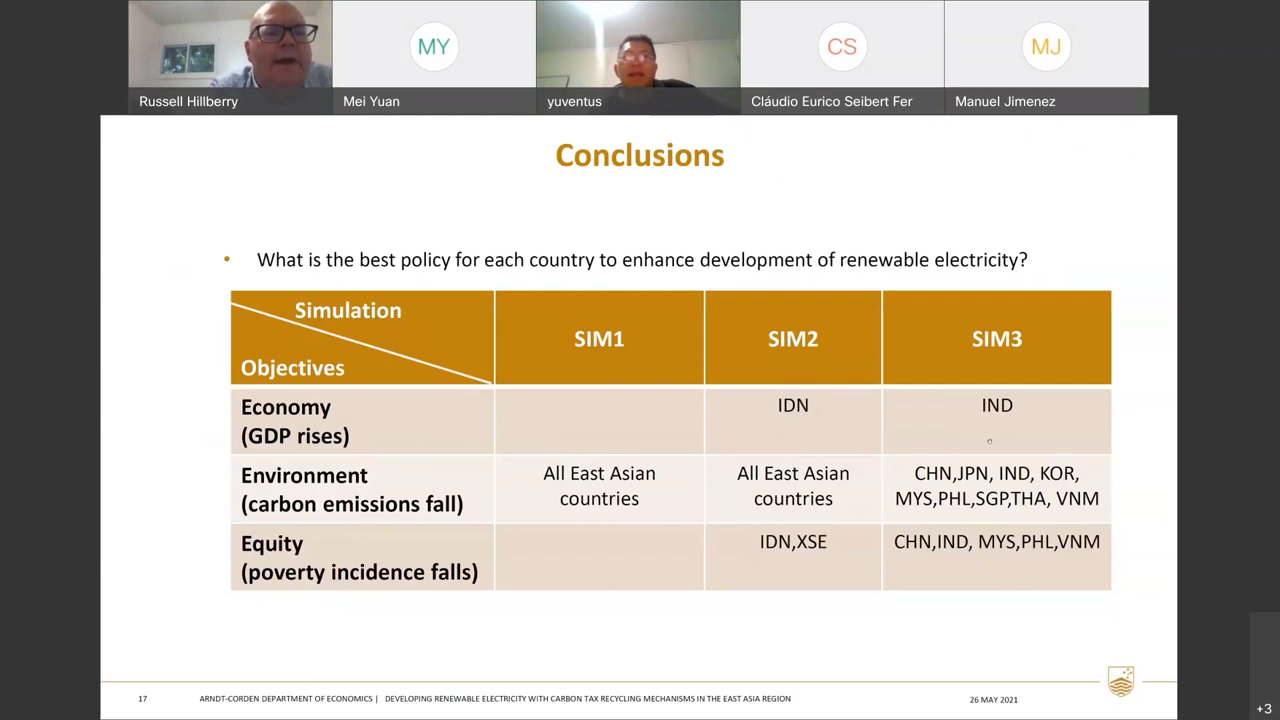 MY
CS
MJ
Russell Hillberry
Mei Yuan
yuventus
Cláudio Eurico Seibert Fer
Manuel Jimenez
Conclusions
• What is the best policy for each country to enhance development of renewable electricity?
Simulation
Objectives
SIM1
SIM2
SIM3
Economy
(GDP rises)
IDN
IND
Environment
(carbon emissions fall)
All East Asian
countries
All East Asian
countries
CHN,JPN, IND, KOR,
MYS,PHL,SGP,THA, VNM
Equity
(poverty incidence falls)
IDN,XSE
CHN,IND, MYS,PHL,VNM
17
ARNDT-CORDEN DEPARTMENT OF ECONOMICS | DEVELOPING RENEWABLE ELECTRICITY WITH CARBON TAX RECYCLING MECHANISMS IN THE EAST ASIA REGION
26 MAY 2021
+3